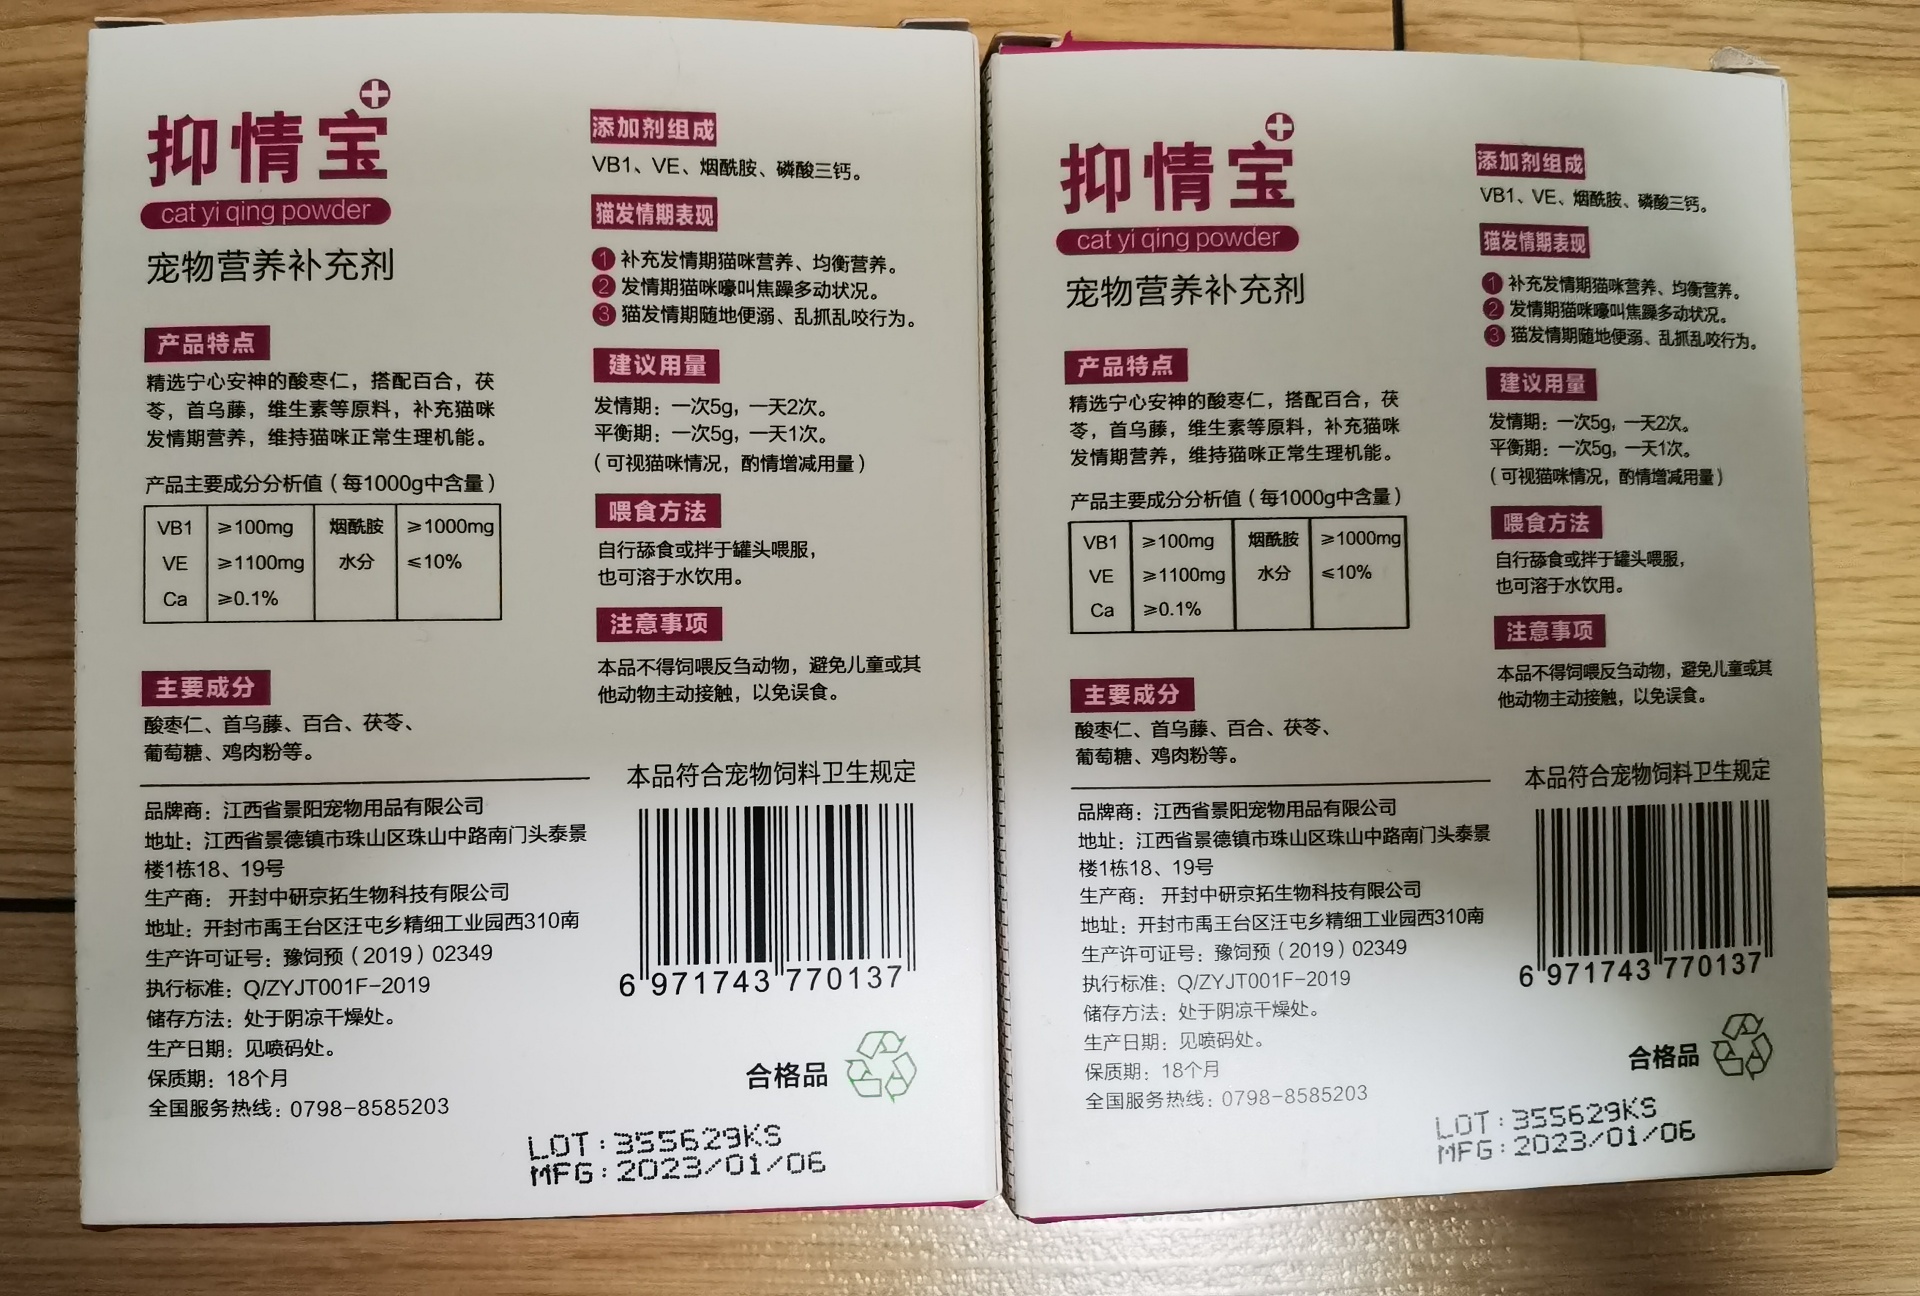 抑情宝
cat yi qing powder
宠物营养补充剂
产品特点
精选宁心安神的酸枣仁，搭配百合，茯
苓，首乌藤，维生素等原料，补充猫咪
发情期营养，维持猫咪正常生理机能。
产品主要成分分析值（每1000g中含量）
VB1 ≥100mg 烟酰胺 ≥1000mg
VE ≥1100mg 水分 ≤10%
Ca ≥0.1%
主要成分
酸枣仁、首乌藤、百合、茯苓、
葡萄糖、鸡肉粉等。
品牌商：江西省景阳宠物用品有限公司
地址：江西省景德镇市珠山区珠山中路南门头泰景
楼1栋18、19号
生产商：开封中研京拓生物科技有限公司
地址：开封市禹王台区汪屯乡精细工业园西310南
生产许可证号：豫饲预（2019）02349
执行标准：Q/ZYJT001F-2019
储存方法：处于阴凉干燥处。
生产日期：见喷码处。
保质期：18个月
全国服务热线：0798-8585203
添加剂组成
VB1、VE、烟酰胺、磷酸三钙。
猫发情期表现
1 补充发情期猫咪营养、均衡营养。
2 发情期猫咪嚎叫焦躁多动状况。
3 猫发情期随地便溺、乱抓乱咬行为。
建议用量
发情期：一次5g，一天2次。
平衡期：一次5g，一天1次。
（可视猫咪情况，酌情增减用量）
喂食方法
自行舔食或拌于罐头喂服，
也可溶于水饮用。
注意事项
本品不得饲喂反刍动物，避免儿童或其
他动物主动接触，以免误食。
本品符合宠物饲料卫生规定
6 971743 770137
合格品
LOT:355629KS
MFG:2023/01/06
抑情宝
cat yi qing powder
宠物营养补充剂
产品特点
精选宁心安神的酸枣仁，搭配百合，茯
苓，首乌藤，维生素等原料，补充猫咪
发情期营养，维持猫咪正常生理机能。
产品主要成分分析值（每1000g中含量）
VB1 ≥100mg 烟酰胺 ≥1000mg
VE ≥1100mg 水分 ≤10%
Ca ≥0.1%
主要成分
酸枣仁、首乌藤、百合、茯苓、
葡萄糖、鸡肉粉等。
品牌商：江西省景阳宠物用品有限公司
地址：江西省景德镇市珠山区珠山中路南门头泰景
楼1栋18、19号
生产商：开封中研京拓生物科技有限公司
地址：开封市禹王台区汪屯乡精细工业园西310南
生产许可证号：豫饲预（2019）02349
执行标准：Q/ZYJT001F-2019
储存方法：处于阴凉干燥处。
生产日期：见喷码处。
保质期：18个月
全国服务热线：0798-8585203
添加剂组成
VB1、VE、烟酰胺、磷酸三钙。
猫发情期表现
1 补充发情期猫咪营养、均衡营养。
2 发情期猫咪嚎叫焦躁多动状况。
3 猫发情期随地便溺、乱抓乱咬行为。
建议用量
发情期：一次5g，一天2次。
平衡期：一次5g，一天1次。
（可视猫咪情况，酌情增减用量）
喂食方法
自行舔食或拌于罐头喂服，
也可溶于水饮用。
注意事项
本品不得饲喂反刍动物，避免儿童或其
他动物主动接触，以免误食。
本品符合宠物饲料卫生规定
6 971743 770137
合格品
LOT:355629KS
MFG:2023/01/06